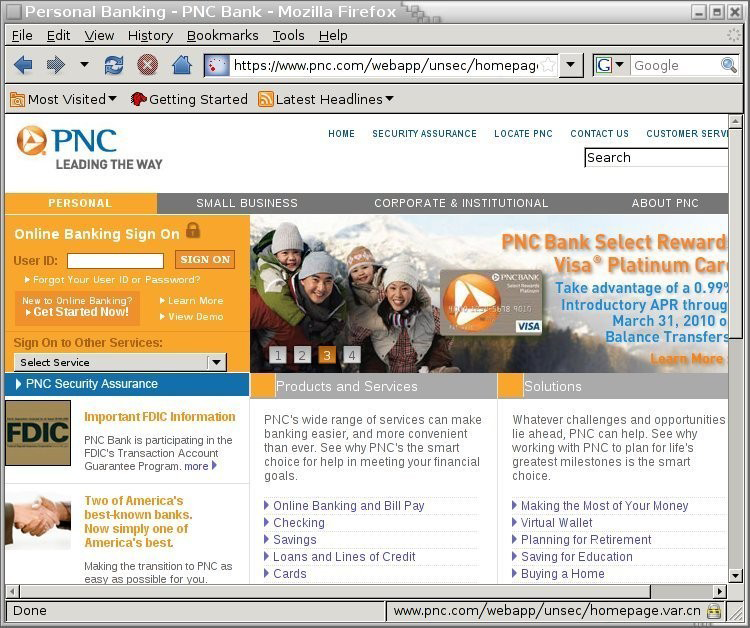 Personal Banking - PNC Bank - Mozilla Firefox
File Edit View History Bookmarks Tools Help
https://www.pnc.com/webapp/unsec/homepag
G Google
Most Visited Getting Started Latest Headlines
PNC
LEADING THE WAY
HOME SECURITY ASSURANCE LOCATE PNC CONTACT US CUSTOMER SERV
Search
PERSONAL SMALL BUSINESS CORPORATE & INSTITUTIONAL ABOUT PNC
Online Banking Sign On
User ID: SIGN ON
Forgot Your User ID or Password?
New to Online Banking?
Get Started Now!
Learn More
View Demo
Sign On to Other Services:
Select Service
PNC Bank Select Reward
Visa® Platinum Car
Take advantage of a 0.99%
Introductory APR throug
March 31, 2010 o
Balance Transfers
Learn More
PNCBANK
VISA
1 2 3 4
PNC Security Assurance
FDIC
Important FDIC Information
PNC Bank is participating in the
FDIC's Transaction Account
Guarantee Program. more
Two of America's
best-known banks.
Now simply one of
America's best.
Making the transition to PNC as
easy as possible for you.
Products and Services
PNC's wide range of services can make
banking easier, and more convenient
than ever. See why PNC's the smart
choice for help in meeting your financial
goals.
Online Banking and Bill Pay
Checking
Savings
Loans and Lines of Credit
Cards
Solutions
Whatever challenges and opportunities
lie ahead, PNC can help. See why
working with PNC to plan for life's
greatest milestones is the smart
choice.
Making the Most of Your Money
Virtual Wallet
Planning for Retirement
Saving for Education
Buying a Home
Done
www.pnc.com/webapp/unsec/homepage.var.cn